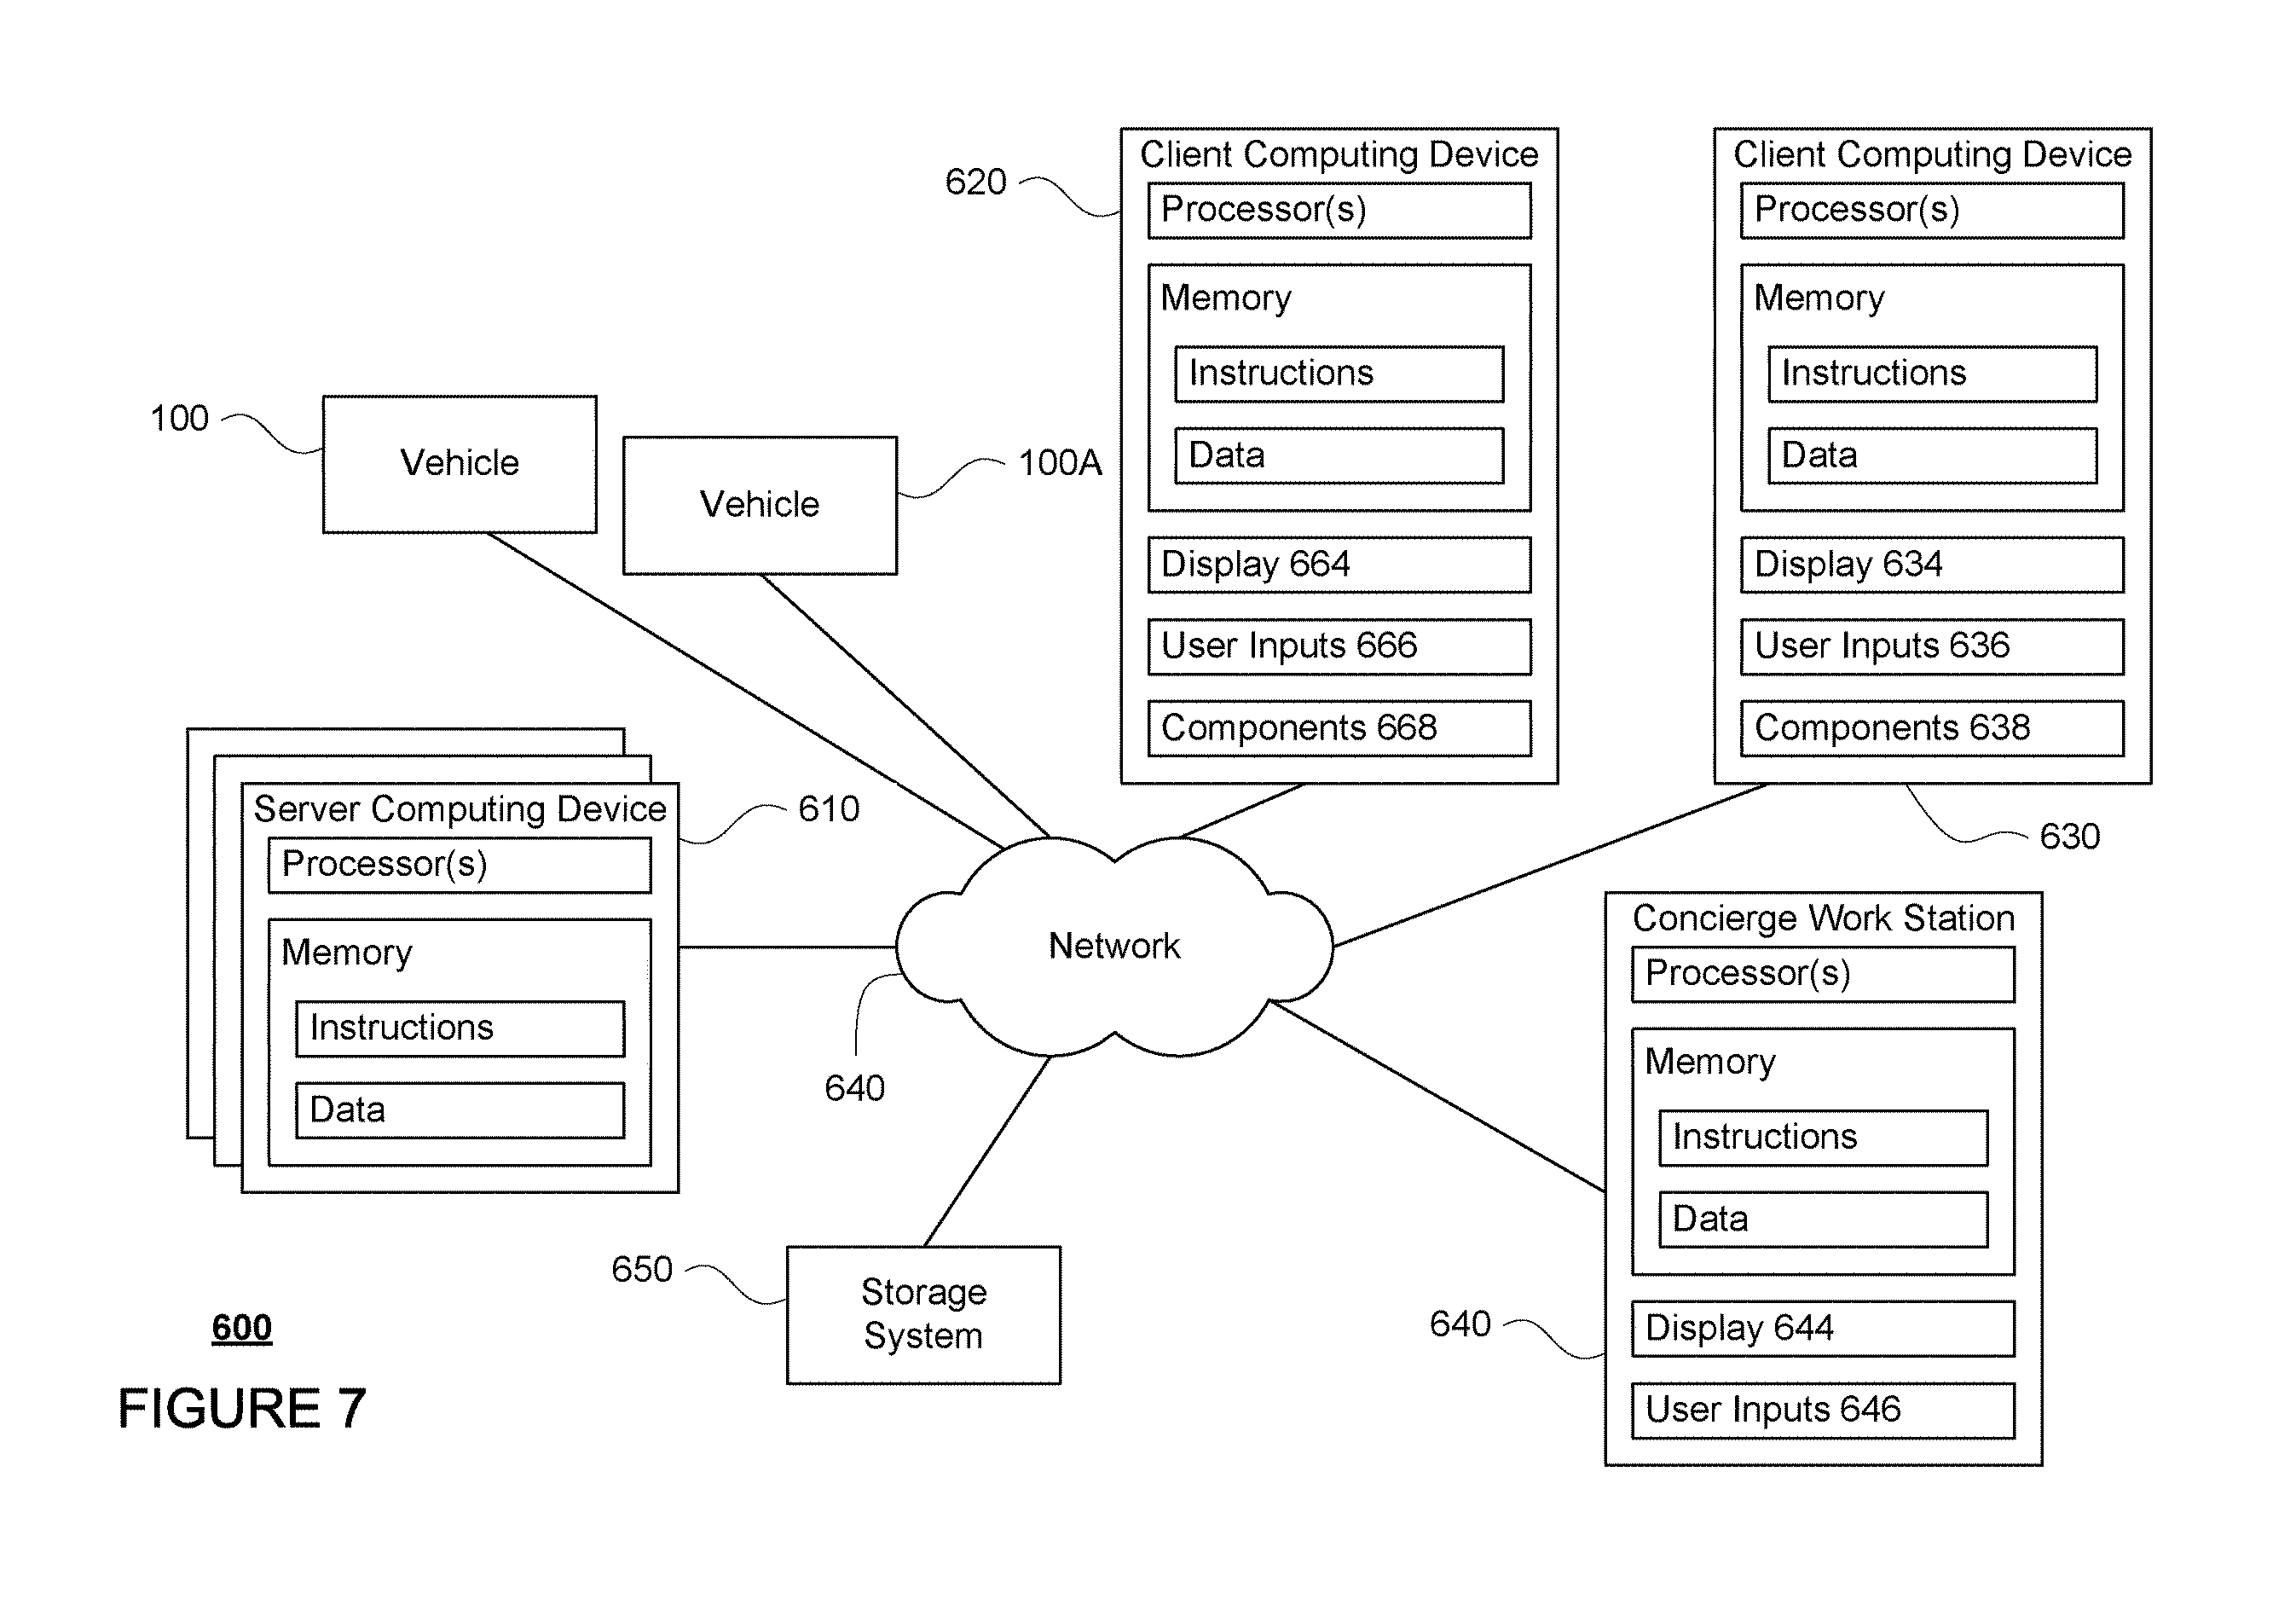 100
Vehicle
Vehicle
100A
620
Client Computing Device
Processor(s)
Memory
Instructions
Data
Display 664
User Inputs 666
Components 668
Client Computing Device
Processor(s)
Memory
Instructions
Data
Display 634
User Inputs 636
Components 638
630
Server Computing Device
610
Processor(s)
Memory
Instructions
Data
Network
640
Concierge Work Station
Processor(s)
Memory
Instructions
Data
Display 644
User Inputs 646
640
650
Storage
System
600
FIGURE 7